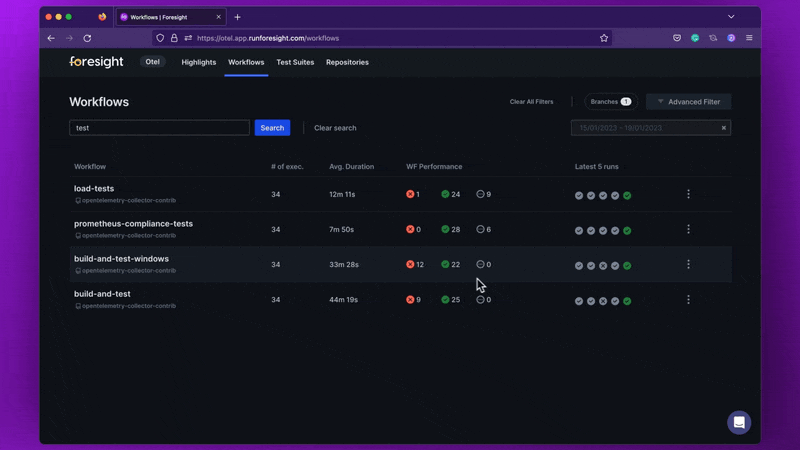 Workflows | Foresight
https://otel.app.runforesight.com/workflows
foresight Otel Highlights Workflows Test Suites Repositories
Workflows Clear All Filters Branches 1 Advanced Filter
test Search Clear search 15/01/2023 - 19/01/2023
Workflow # of exec. Avg. Duration WF Performance Latest 5 runs
load-tests 34 12m 11s 1 24 9
opentelemetry-collector-contrib
prometheus-compliance-tests 34 7m 50s 0 28 6
opentelemetry-collector-contrib
build-and-test-windows 34 33m 28s 12 22 0
opentelemetry-collector-contrib
build-and-test 34 44m 19s 9 25 0
opentelemetry-collector-contrib